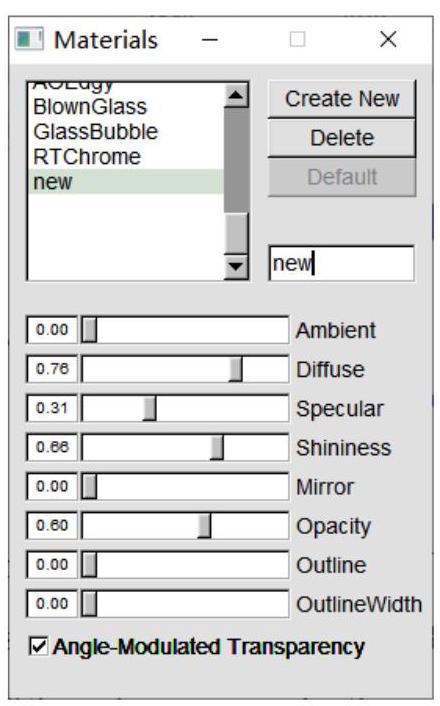 Materials
AOEdgy
BlownGlass
GlassBubble
RTChrome
new
Create New
Delete
Default
new
0.00 Ambient
0.76 Diffuse
0.31 Specular
0.66 Shininess
0.00 Mirror
0.60 Opacity
0.00 Outline
0.00 OutlineWidth
Angle-Modulated Transparency